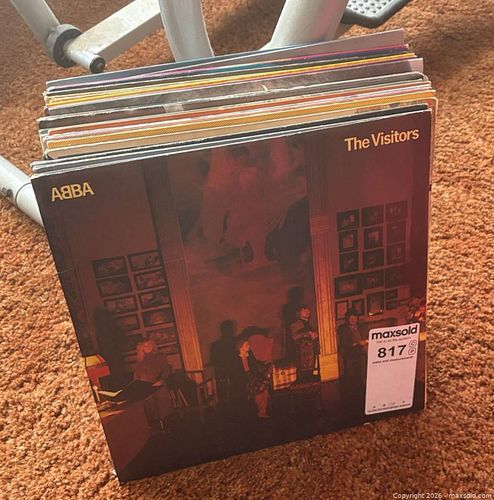 ABBA
The Visitors
maxsold
817
Copyright 2026 - maxsold.com